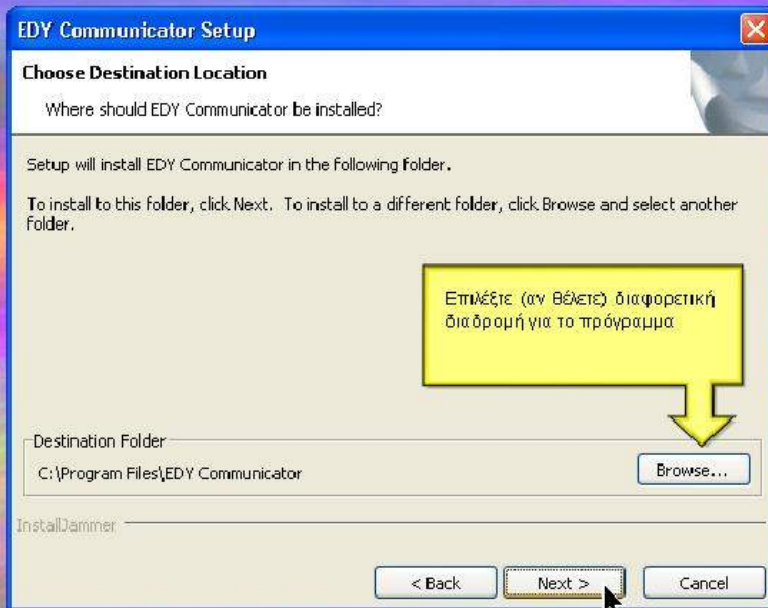 EDY Communicator Setup
Choose Destination Location
Where should EDY Communicator be installed?
Setup will install EDY Communicator in the following folder.
To install to this folder, click Next. To install to a different folder, click Browse and select another
folder.
Επιλέξτε (αν θέλετε) διαφορετική
διαδρομή για το πρόγραμμα
Destination Folder
C:\Program Files\EDY Communicator
Browse...
InstallJammer
< Back
Next >
Cancel